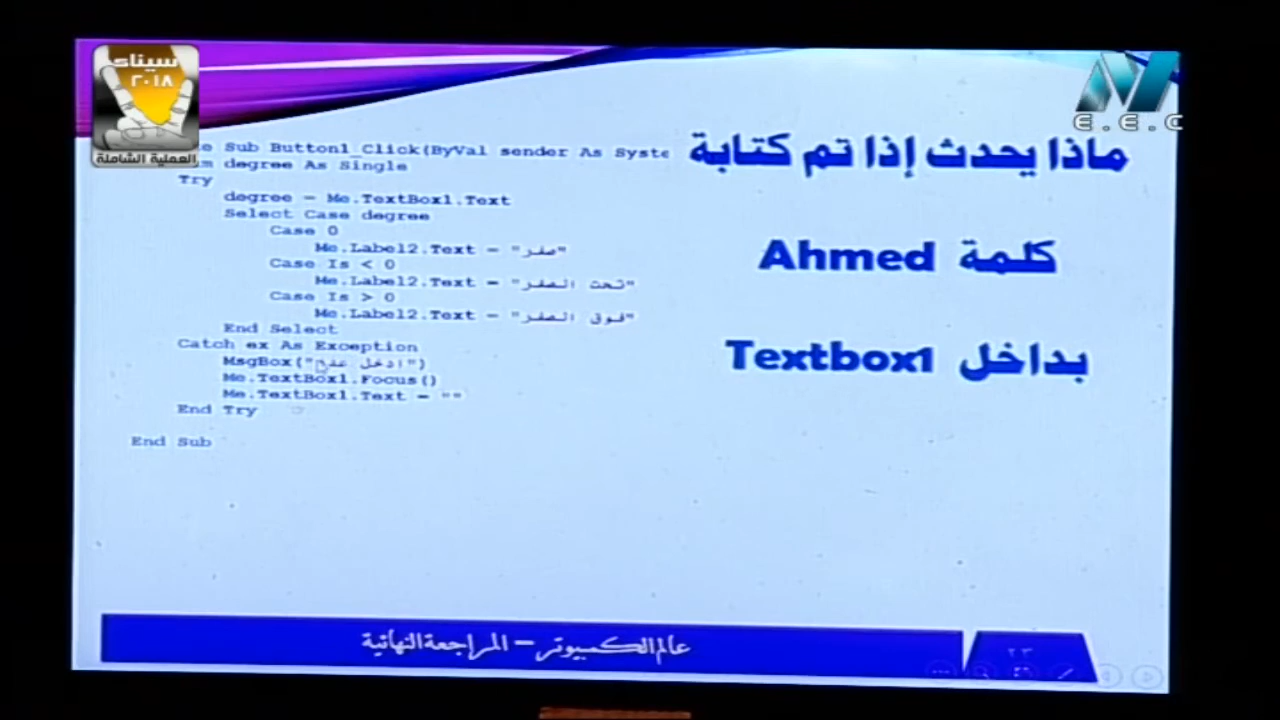 سيناء
٢٠١٨
العملية الشاملة
E.E.C
ماذا يحدث إذا تم كتابة
كلمة Ahmed
بداخل Textbox1
Sub Button1_Click(ByVal sender As Syste
degree As Single
Try
degree = Me.TextBox1.Text
Select Case degree
Case 0
Me.Label2.Text = "صفر"
Case Is < 0
Me.Label2.Text = "تحت الصفر"
Case Is > 0
Me.Label2.Text = "فوق الصفر"
End Select
Catch ex As Exception
MsgBox("ادخل")
Me.TextBox1.Focus()
Me.TextBox1.Text = ""
End Try
End Sub
عالم الكمبيوتر - المراجعة النهائية
٢٣